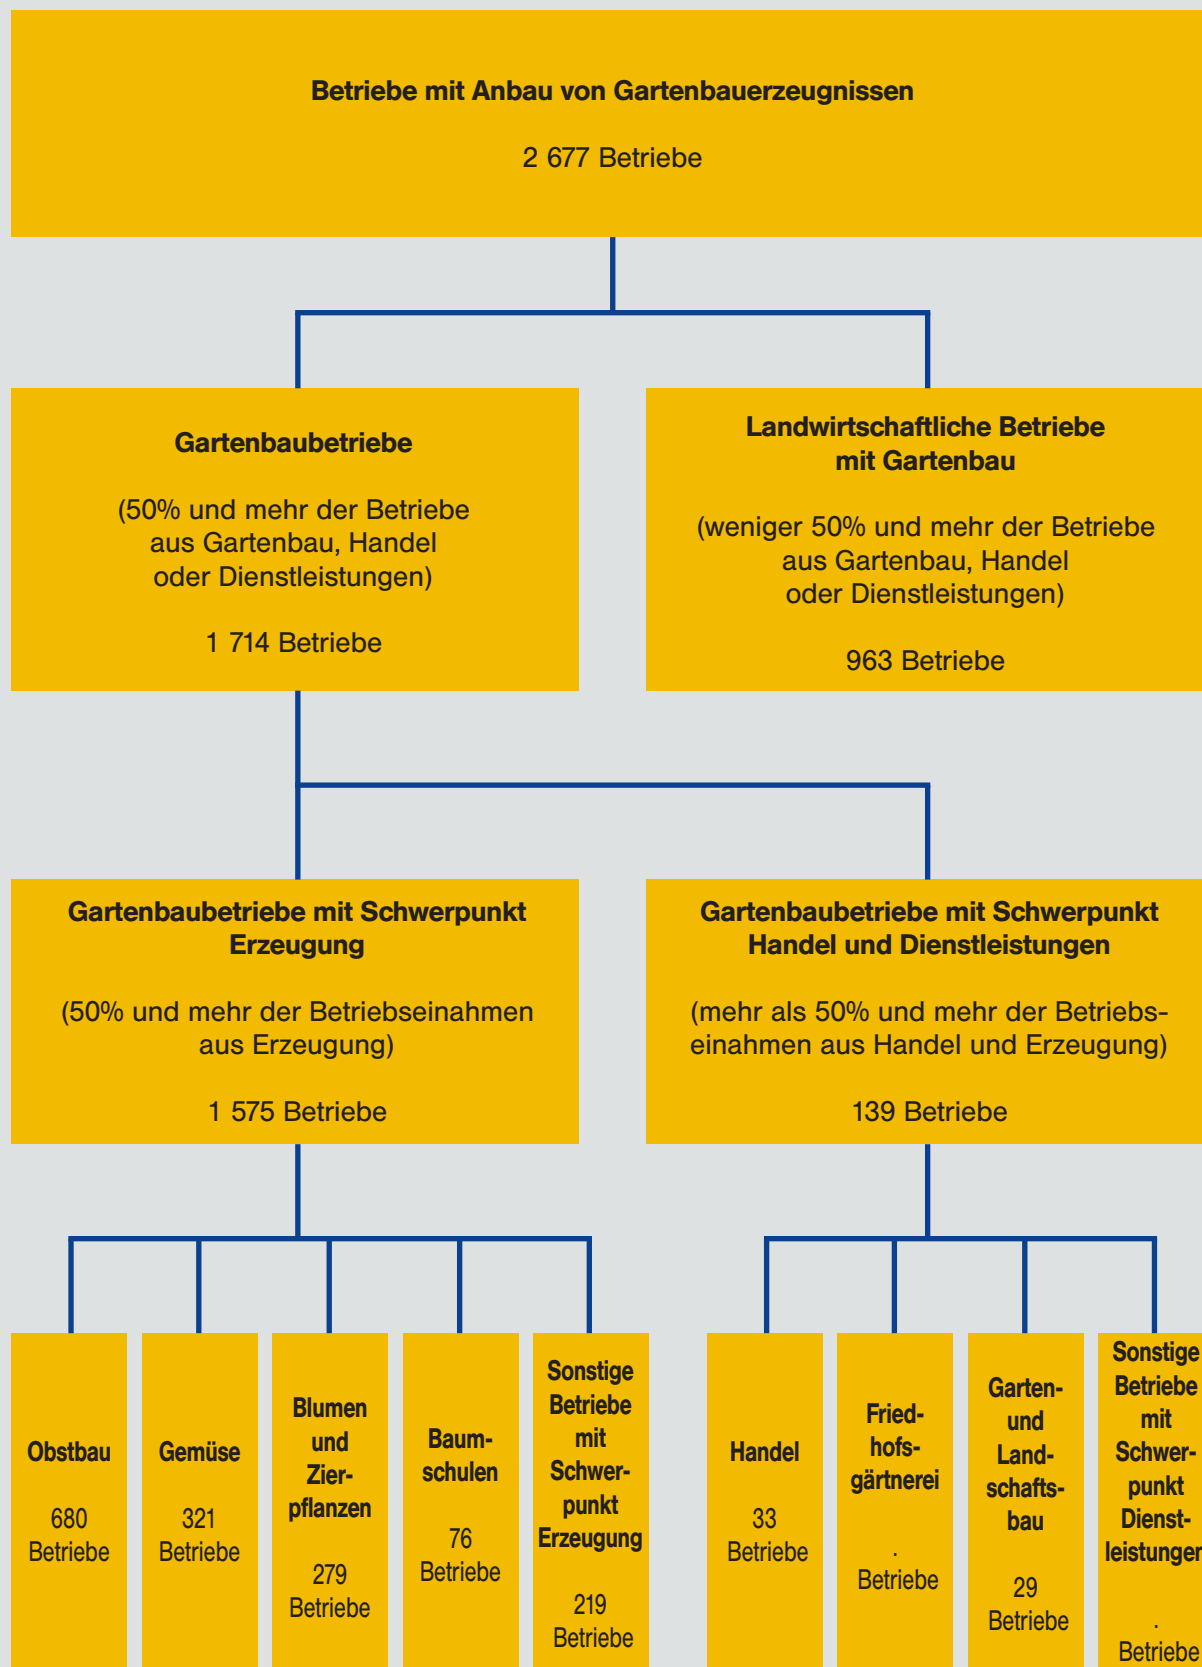 Betriebe mit Anbau von Gartenbauerzeugnissen
2 677 Betriebe
Gartenbaubetriebe
(50% und mehr der Betriebe
aus Gartenbau, Handel
oder Dienstleistungen)
1 714 Betriebe
Landwirtschaftliche Betriebe
mit Gartenbau
(weniger 50% und mehr der Betriebe
aus Gartenbau, Handel
oder Dienstleistungen)
963 Betriebe
Gartenbaubetriebe mit Schwerpunkt
Erzeugung
(50% und mehr der Betriebseinahmen
aus Erzeugung)
1 575 Betriebe
Gartenbaubetriebe mit Schwerpunkt
Handel und Dienstleistungen
(mehr als 50% und mehr der Betriebs-
einahmen aus Handel und Erzeugung)
139 Betriebe
Obstbau
680
Betriebe
Gemüse
321
Betriebe
Blumen
und
Zier-
pflanzen
279
Betriebe
Baum-
schulen
76
Betriebe
Sonstige
Betriebe
mit
Schwer-
punkt
Erzeugung
219
Betriebe
Handel
33
Betriebe
Fried-
hofs-
gärtnerei
.
Betriebe
Garten-
und
Land-
schafts-
bau
29
Betriebe
Sonstige
Betriebe
mit
Schwer-
punkt
Dienst-
leistungen
.
Betriebe